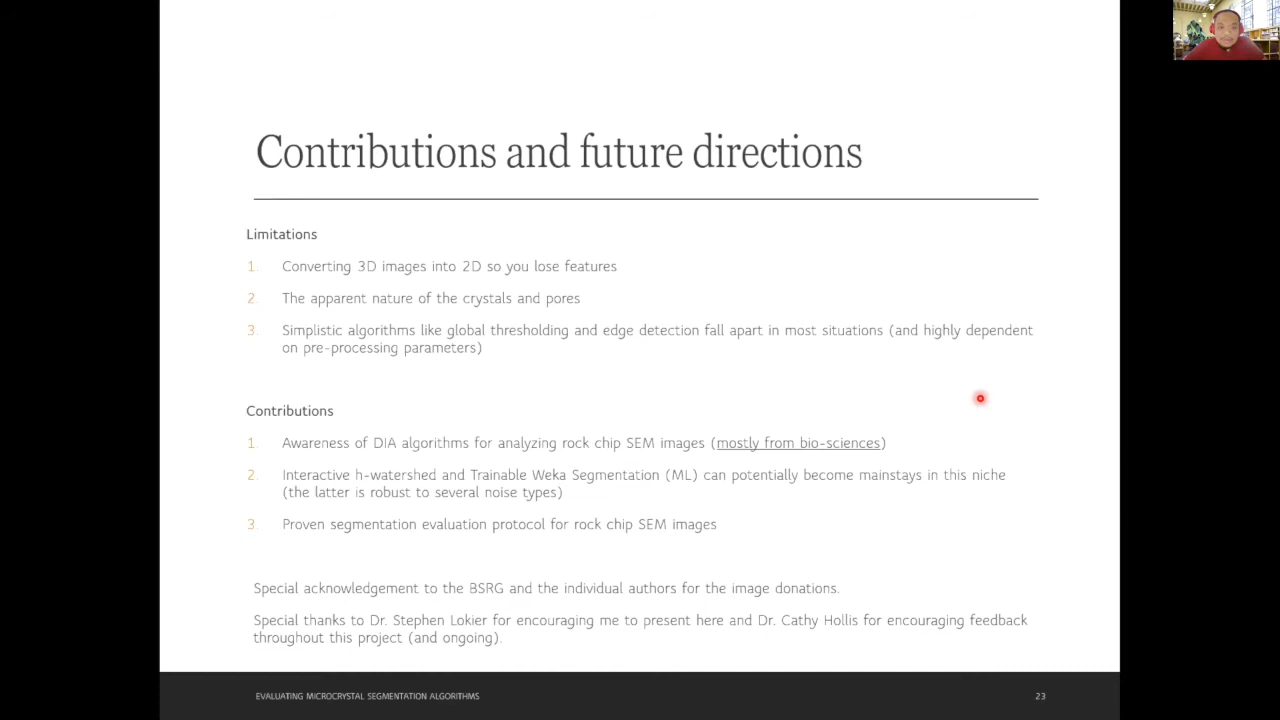 Contributions and future directions
Limitations
1. Converting 3D images into 2D so you lose features
2. The apparent nature of the crystals and pores
3. Simplistic algorithms like global thresholding and edge detection fall apart in most situations (and highly dependent
on pre-processing parameters)
Contributions
1. Awareness of DIA algorithms for analyzing rock chip SEM images (mostly from bio-sciences)
2. Interactive h-watershed and Trainable Weka Segmentation (ML) can potentially become mainstays in this niche
(the latter is robust to several noise types)
3. Proven segmentation evaluation protocol for rock chip SEM images
Special acknowledgement to the BSRG and the individual authors for the image donations.
Special thanks to Dr. Stephen Lokier for encouraging me to present here and Dr. Cathy Hollis for encouraging feedback
throughout this project (and ongoing).
EVALUATING MICROCRYSTAL SEGMENTATION ALGORITHMS 23